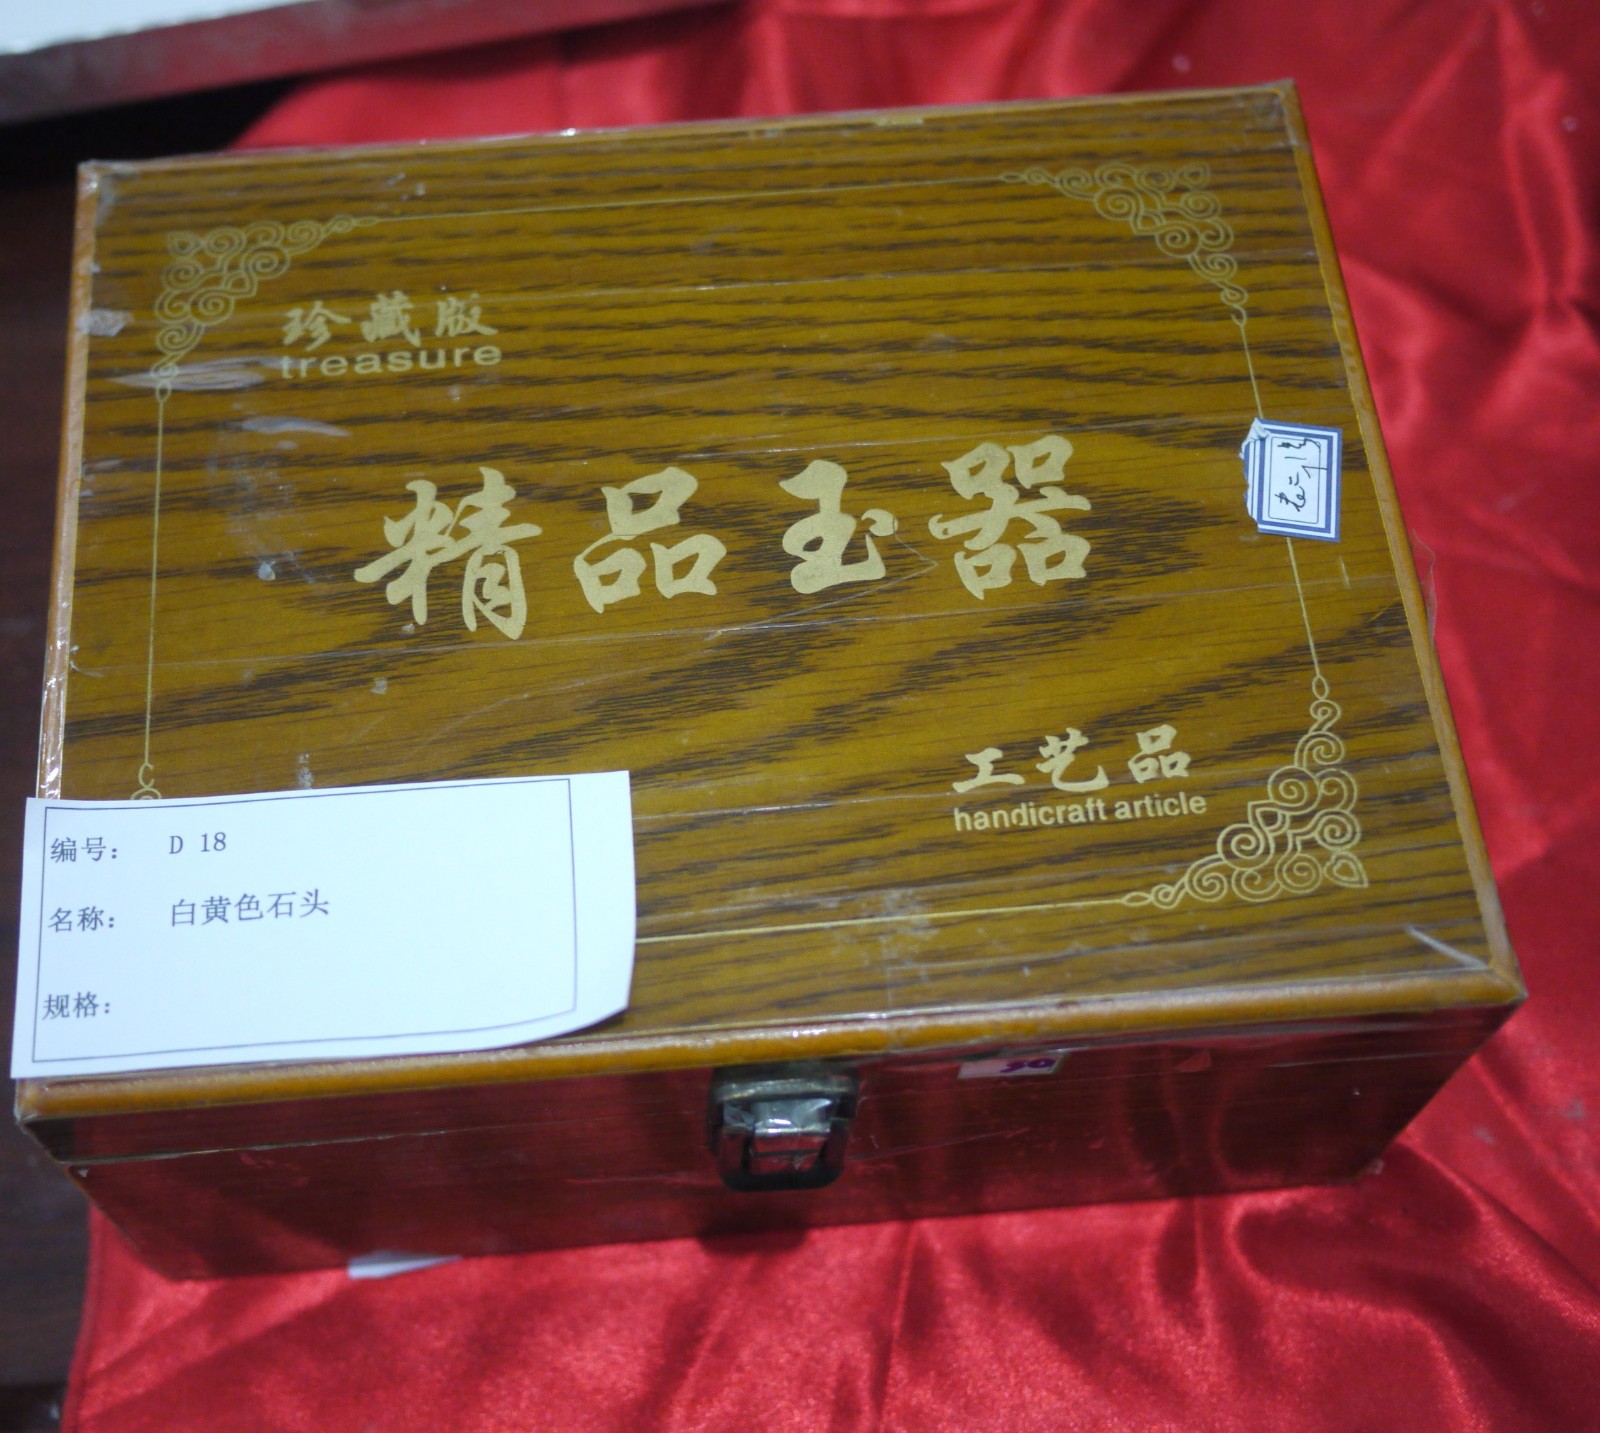 珍藏版
treasure
精品玉器
工艺品
handicraft article
编号： D 18
名称： 白黄色石头
规格：
50